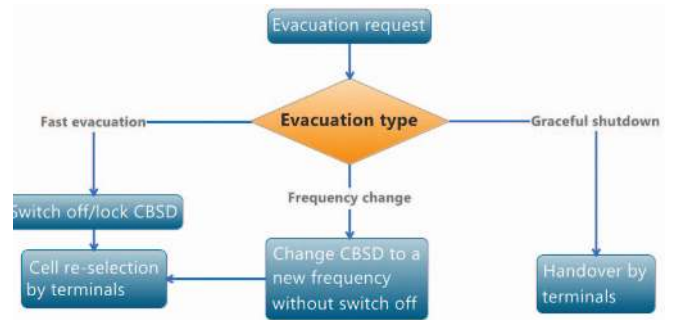 Evacuation request
Evacuation type
Fast evacuation
Graceful shutdown
Frequency change
Switch off/lock CBSD
Cell re-selection
by terminals
Change CBSD to a
new frequency
without switch off
Handover by
terminals